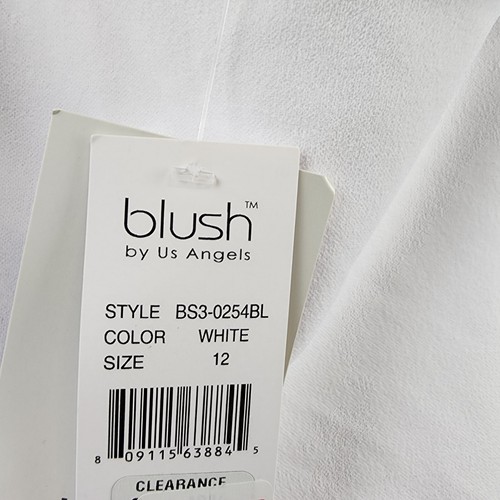 blush™
by Us Angels
STYLE BS3-0254BL
COLOR WHITE
SIZE 12
8 09115 63884 5
CLEARANCE